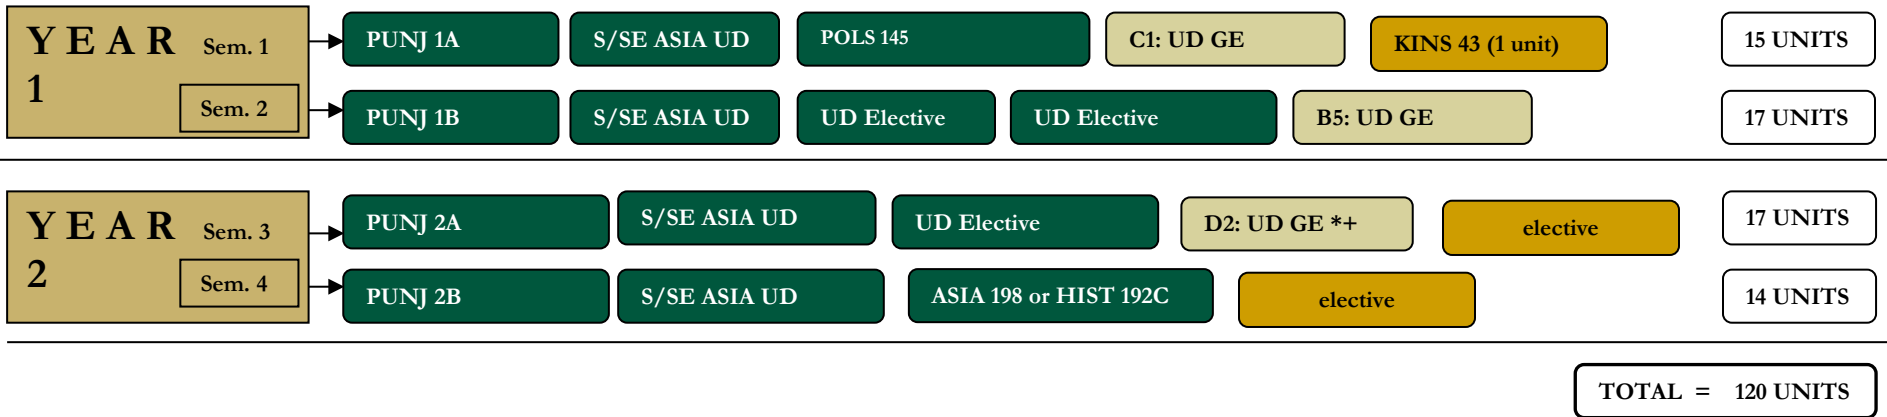 Y E A R Sem. 1
1
Sem. 2
PUNJ 1A S/SE ASIA UD POLS 145 C1: UD GE KINS 43 (1 unit) 15 UNITS
PUNJ 1B S/SE ASIA UD UD Elective UD Elective B5: UD GE 17 UNITS
Y E A R Sem. 3
2
Sem. 4
PUNJ 2A S/SE ASIA UD UD Elective D2: UD GE *+ elective 17 UNITS
PUNJ 2B S/SE ASIA UD ASIA 198 or HIST 192C elective 14 UNITS
TOTAL = 120 UNITS